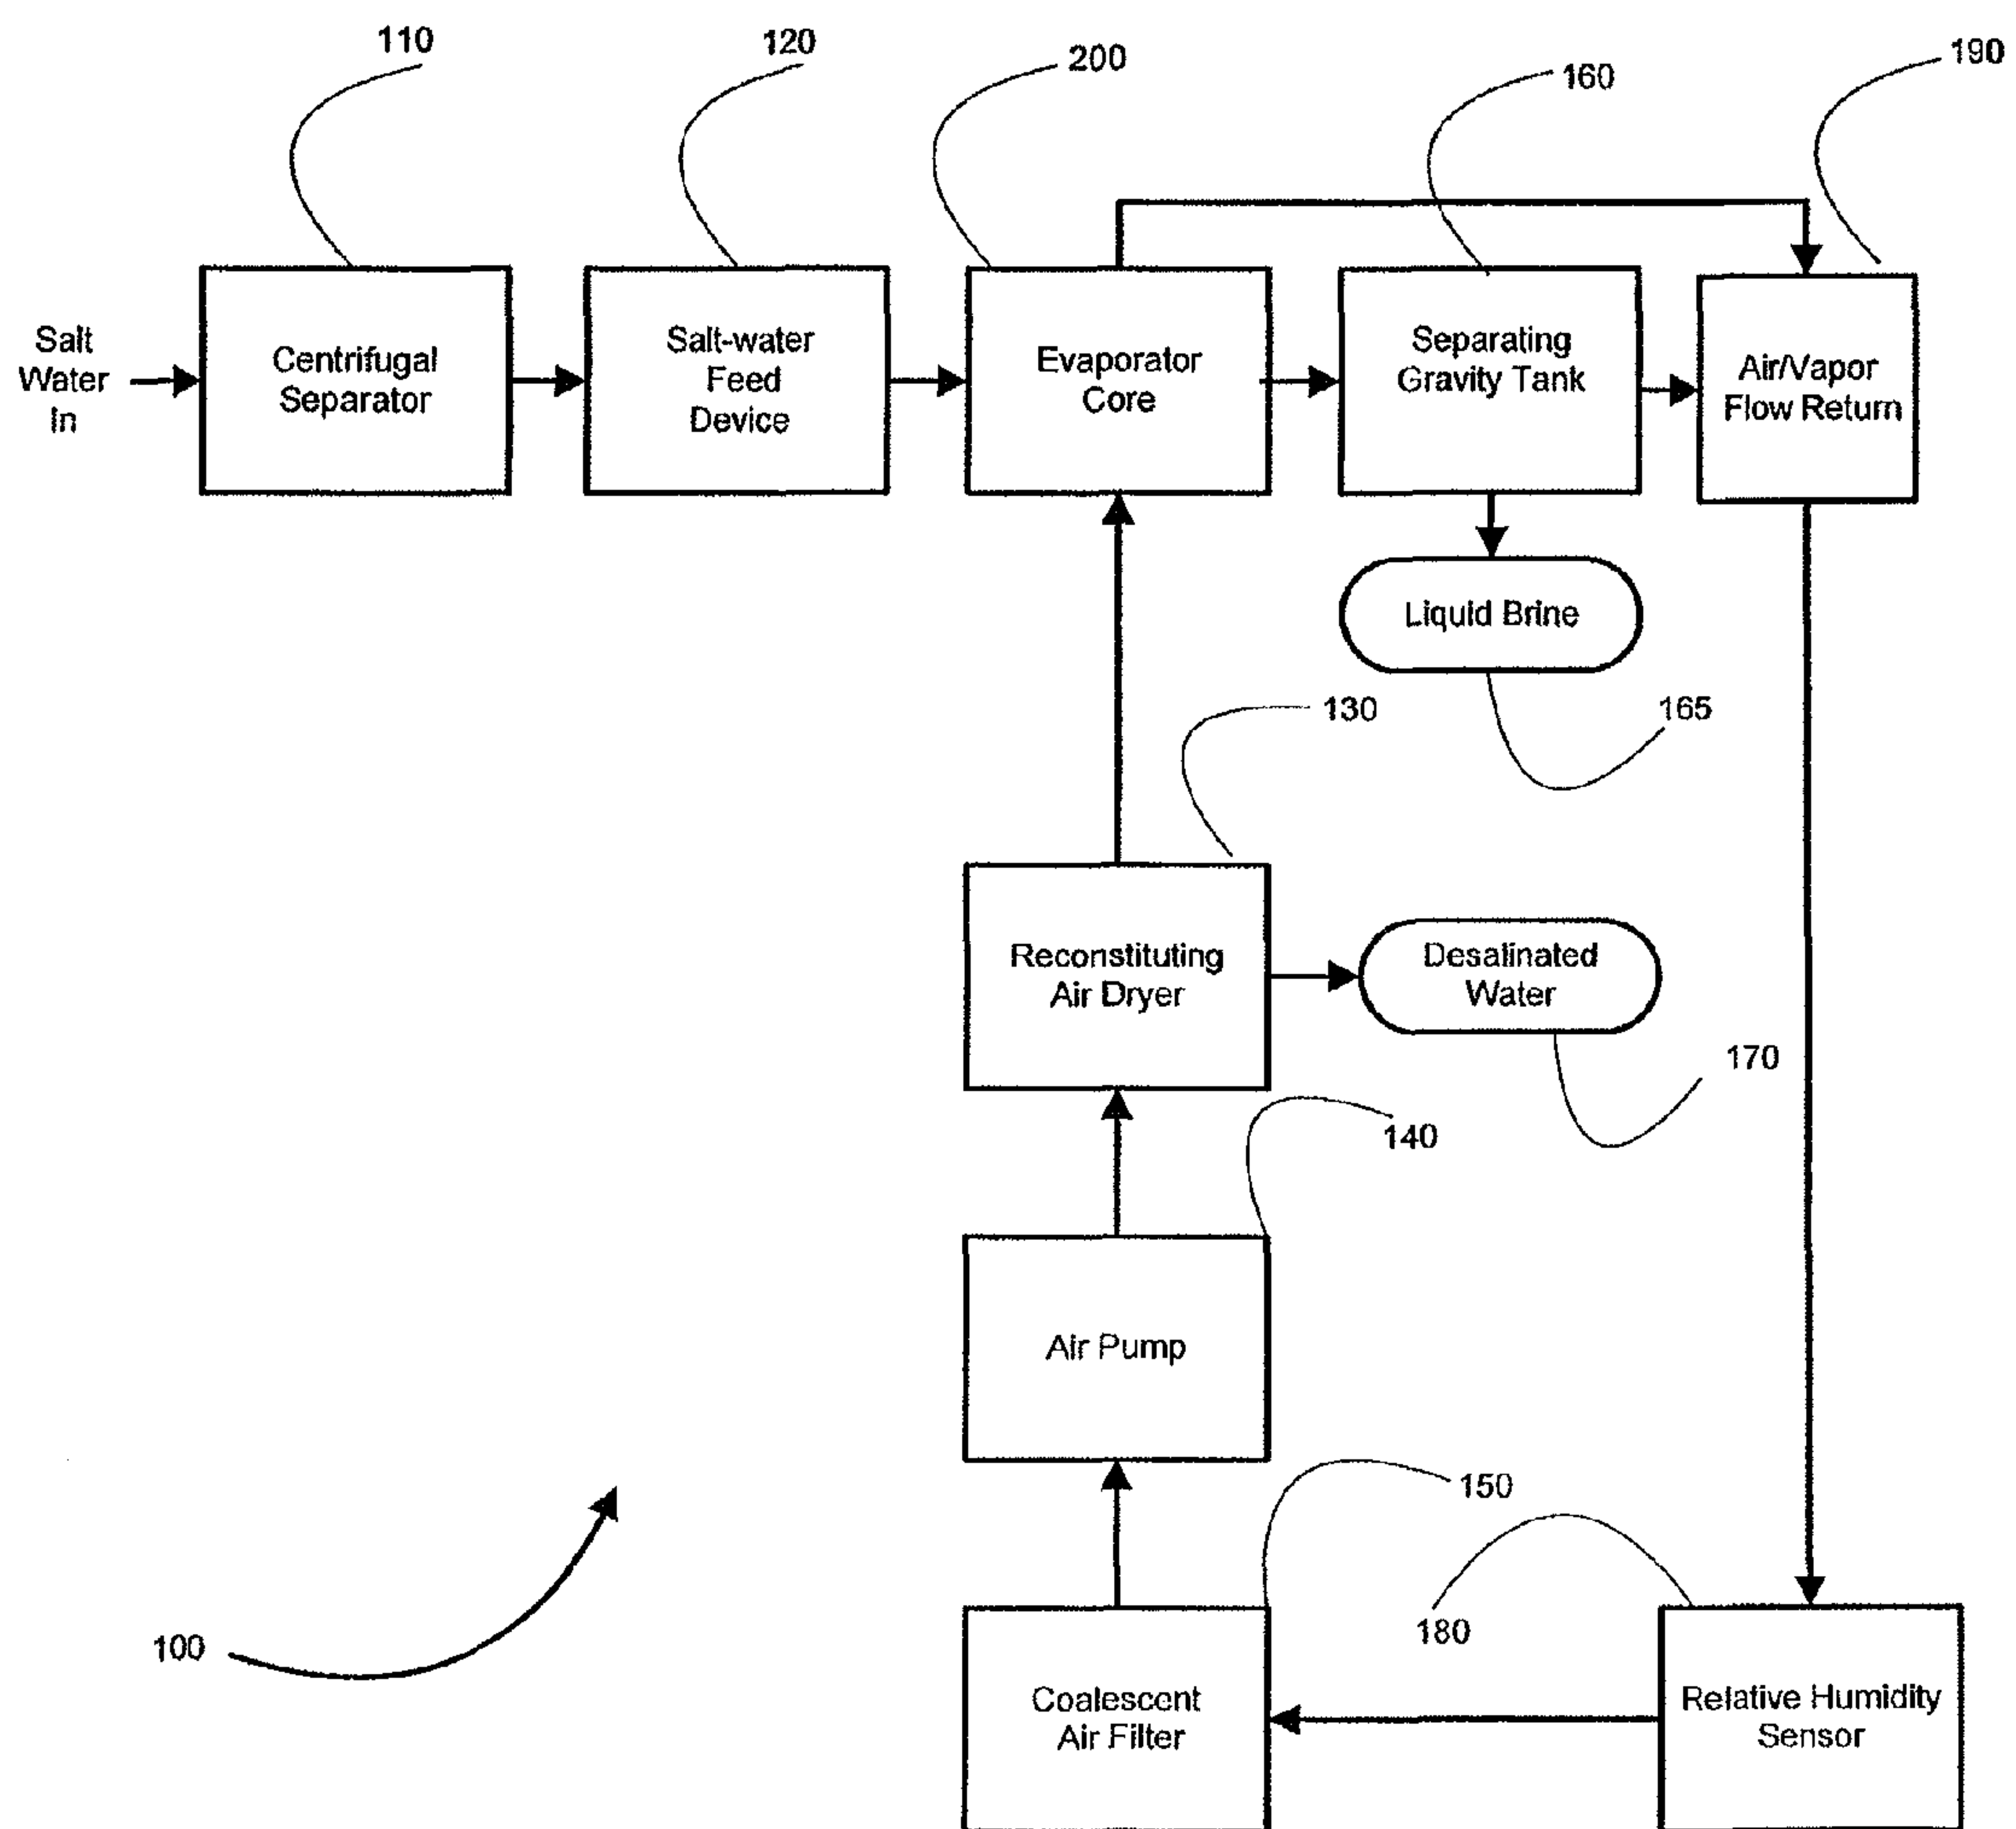 110
120
200
160
190
Salt
Water
In
Centrifugal
Separator
Salt-water
Feed
Device
Evaporator
Core
Separating
Gravity Tank
Air/Vapor
Flow Return
Liquid Brine
130
165
Reconstituting
Air Dryer
Desalinated
Water
170
140
Air Pump
150
180
100
Coalescent
Air Filter
Relative Humidity
Sensor